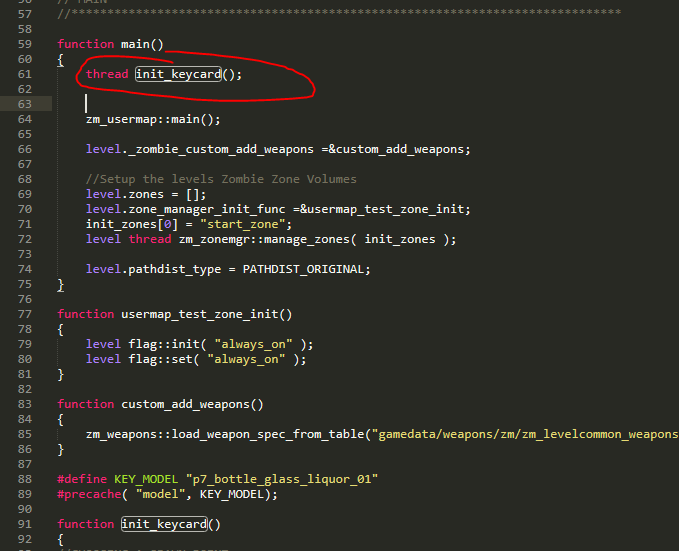 56 // MAIN
57 //*****************************************************************************
58
59 function main()
60 {
61 thread init_keycard();
62
63
64 zm_usermap::main();
65
66 level._zombie_custom_add_weapons =&custom_add_weapons;
67
68 //Setup the levels Zombie Zone Volumes
69 level.zones = [];
70 level.zone_manager_init_func =&usermap_test_zone_init;
71 init_zones[0] = "start_zone";
72 level thread zm_zonemgr::manage_zones( init_zones );
73
74 level.pathdist_type = PATHDIST_ORIGINAL;
75 }
76
77 function usermap_test_zone_init()
78 {
79 level flag::init( "always_on" );
80 level flag::set( "always_on" );
81 }
82
83 function custom_add_weapons()
84 {
85 zm_weapons::load_weapon_spec_from_table("gamedata/weapons/zm/zm_levelcommon_weapons
86 }
87
88 #define KEY_MODEL "p7_bottle_glass_liquor_01"
89 #precache( "model", KEY_MODEL);
90
91 function init_keycard()
92 {